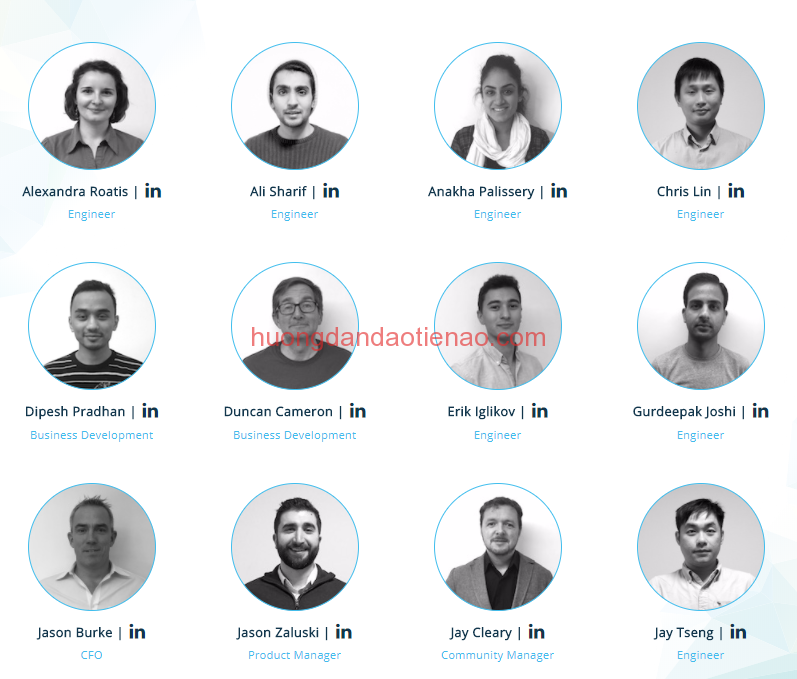 Alexandra Roatis | in
Engineer
Ali Sharif | in
Engineer
Anakha Palissery | in
Engineer
Chris Lin | in
Engineer
huongdandaotienao.com
Dipesh Pradhan | in
Business Development
Duncan Cameron | in
Business Development
Erik Iglikov | in
Engineer
Gurdeepak Joshi | in
Engineer
Jason Burke | in
CFO
Jason Zaluski | in
Product Manager
Jay Cleary | in
Community Manager
Jay Tseng | in
Engineer